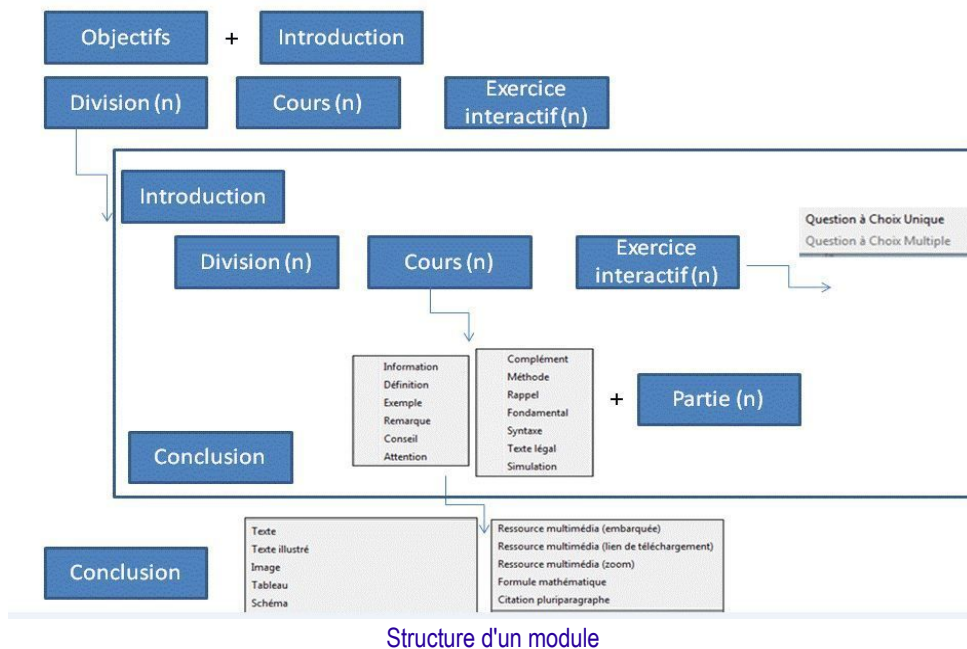 Objectifs
+
Introduction
Division (n)
Cours (n)
Exercice
interactif (n)
Introduction
Question à Choix Unique
Question à Choix Multiple
Division (n)
Cours (n)
Exercice
interactif (n)
Information
Définition
Exemple
Remarque
Conseil
Attention
Complément
Méthode
Rappel
Fondamental
Syntaxe
Texte légal
Simulation
+
Partie (n)
Conclusion
Conclusion
Texte
Texte illustré
Image
Tableau
Schéma
Ressource multimédia (embarquée)
Ressource multimédia (lien de téléchargement)
Ressource multimédia (zoom)
Formule mathématique
Citation pluriparagraphe
Structure d'un module